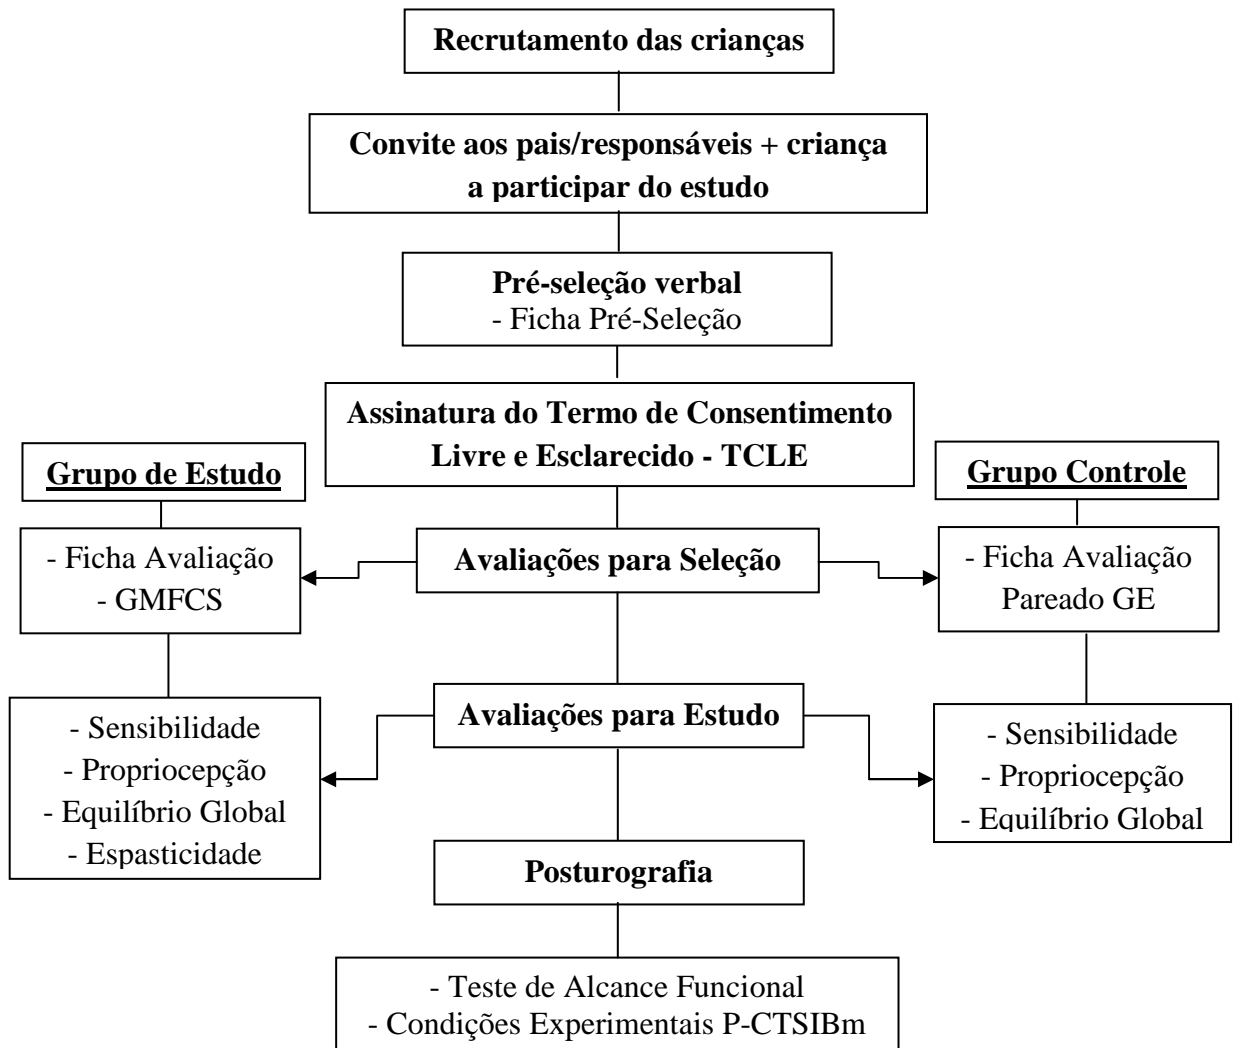 Recrutamento das crianças
Convite aos pais/responsáveis + criança
a participar do estudo
Pré-seleção verbal
- Ficha Pré-Seleção
Assinatura do Termo de Consentimento
Livre e Esclarecido - TCLE
Grupo de Estudo
Grupo Controle
- Ficha Avaliação
- GMFCS
Avaliações para Seleção
- Ficha Avaliação
Pareado GE
- Sensibilidade
- Propriocepção
- Equilíbrio Global
- Espasticidade
Avaliações para Estudo
- Sensibilidade
- Propriocepção
- Equilíbrio Global
Posturografia
- Teste de Alcance Funcional
- Condições Experimentais P-CTSIBm